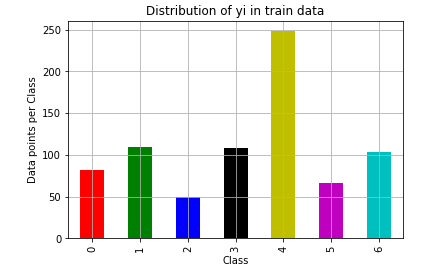 Distribution of yi in train data
Data points per Class
250
200
150
100
50
0
0 1 2 3 4 5 6
Class